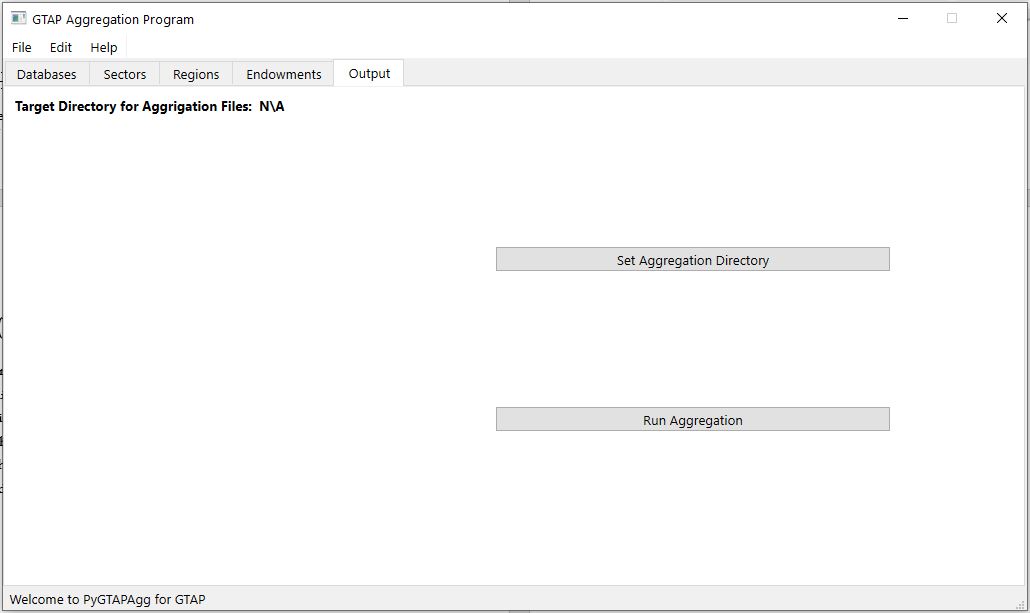 GTAP Aggregation Program
File Edit Help
Databases Sectors Regions Endowments Output
Target Directory for Aggrigation Files: N\A
Set Aggregation Directory
Run Aggregation
Welcome to PyGTAPAgg for GTAP